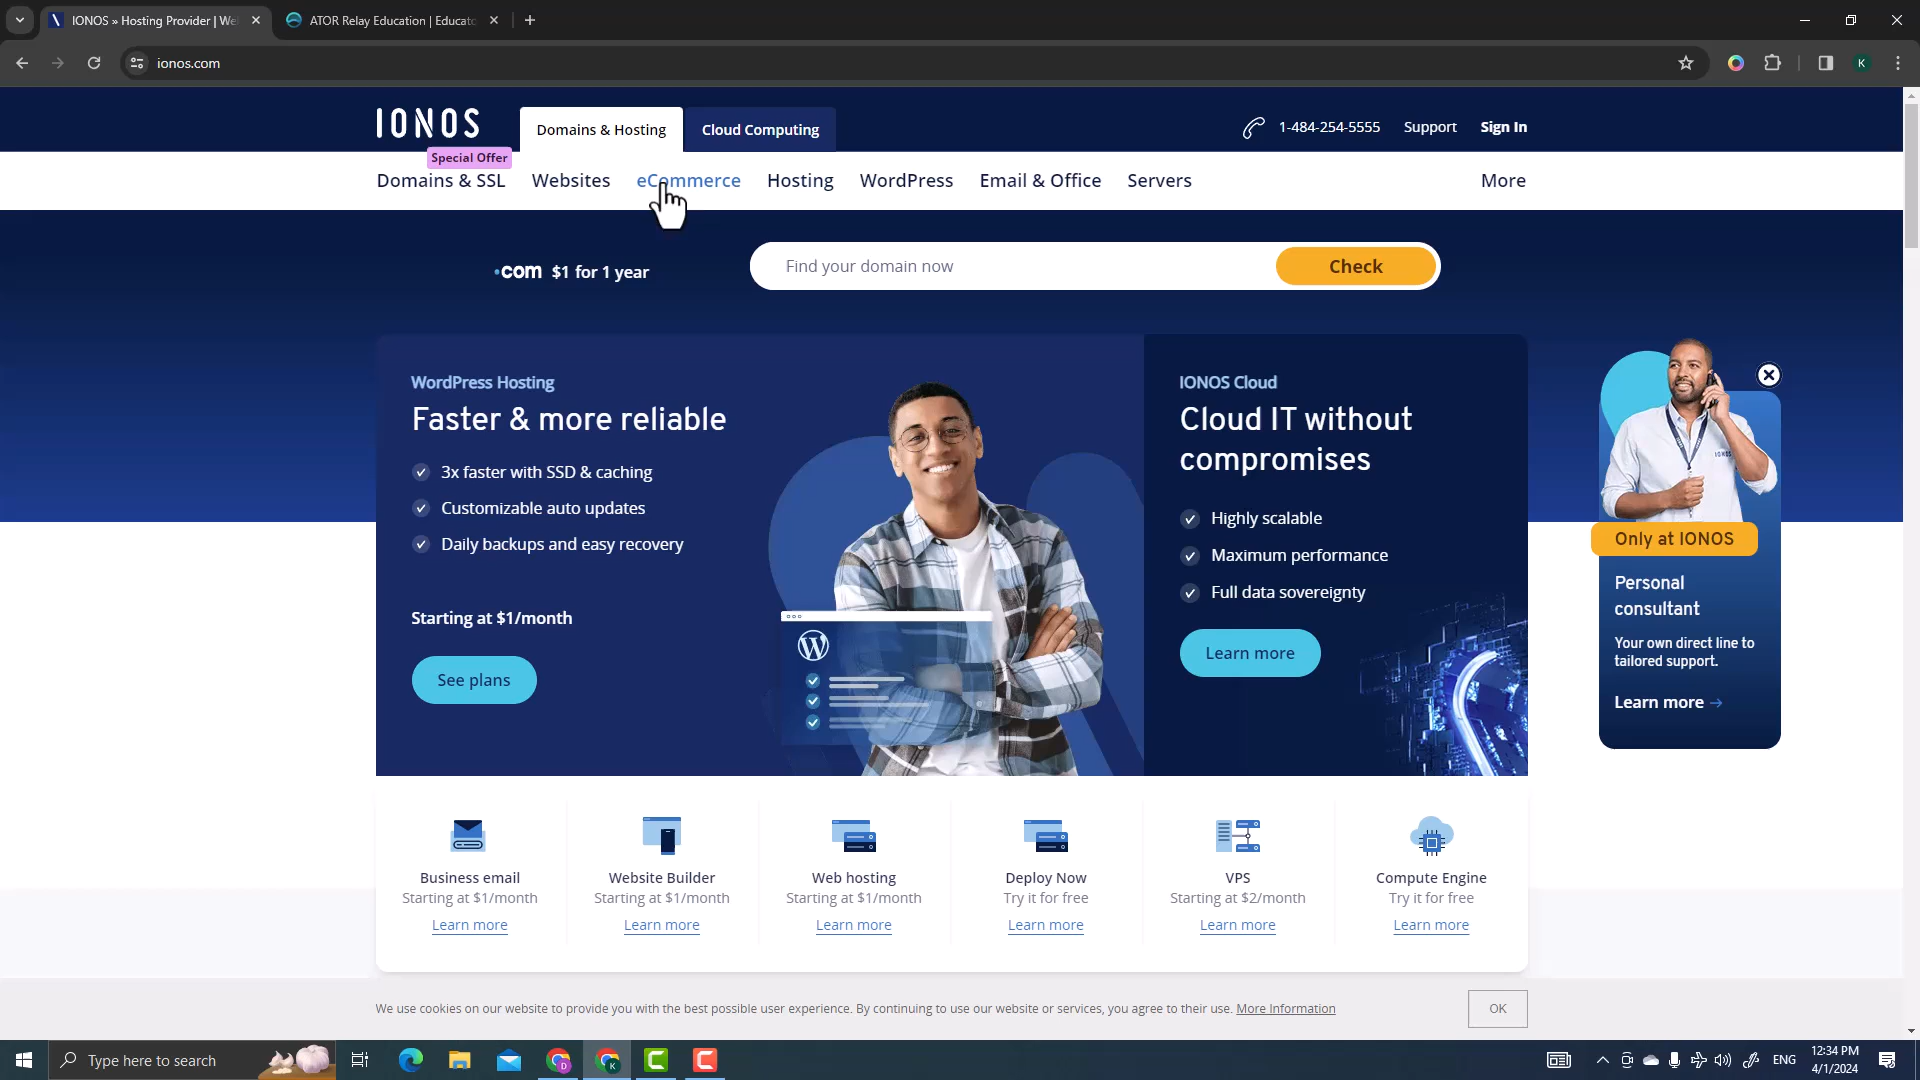 IONOS » Hosting Provider | We
ATOR Relay Education | Educato
ionos.com
K
IONOS
Domains & Hosting
Cloud Computing
1-484-254-5555
Support
Sign In
Special Offer
Domains & SSL
Websites
eCommerce
Hosting
WordPress
Email & Office
Servers
More
.com $1 for 1 year
Find your domain now
Check
WordPress Hosting
Faster & more reliable
3x faster with SSD & caching
Customizable auto updates
Daily backups and easy recovery
Starting at $1/month
See plans
IONOS Cloud
Cloud IT without
compromises
Highly scalable
Maximum performance
Full data sovereignty
Learn more
IONOS
Only at IONOS
Personal
consultant
Your own direct line to
tailored support.
Learn more →
Business email
Starting at $1/month
Learn more
Website Builder
Starting at $1/month
Learn more
Web hosting
Starting at $1/month
Learn more
Deploy Now
Try it for free
Learn more
VPS
Starting at $2/month
Learn more
Compute Engine
Try it for free
Learn more
We use cookies on our website to provide you with the best possible user experience. By continuing to use our website or services, you agree to their use. More Information
OK
Type here to search
D
K
ENG
12:34 PM
4/1/2024